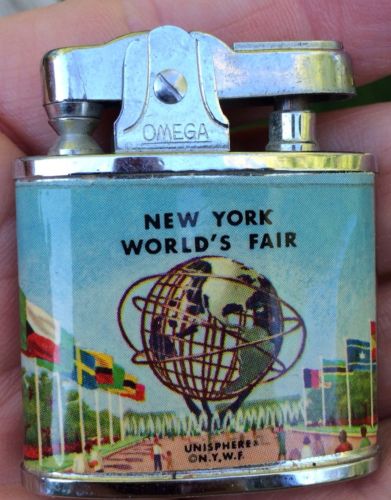 OMEGA
NEW YORK
WORLD'S FAIR
UNISPHERE®
©N.Y.W.F.